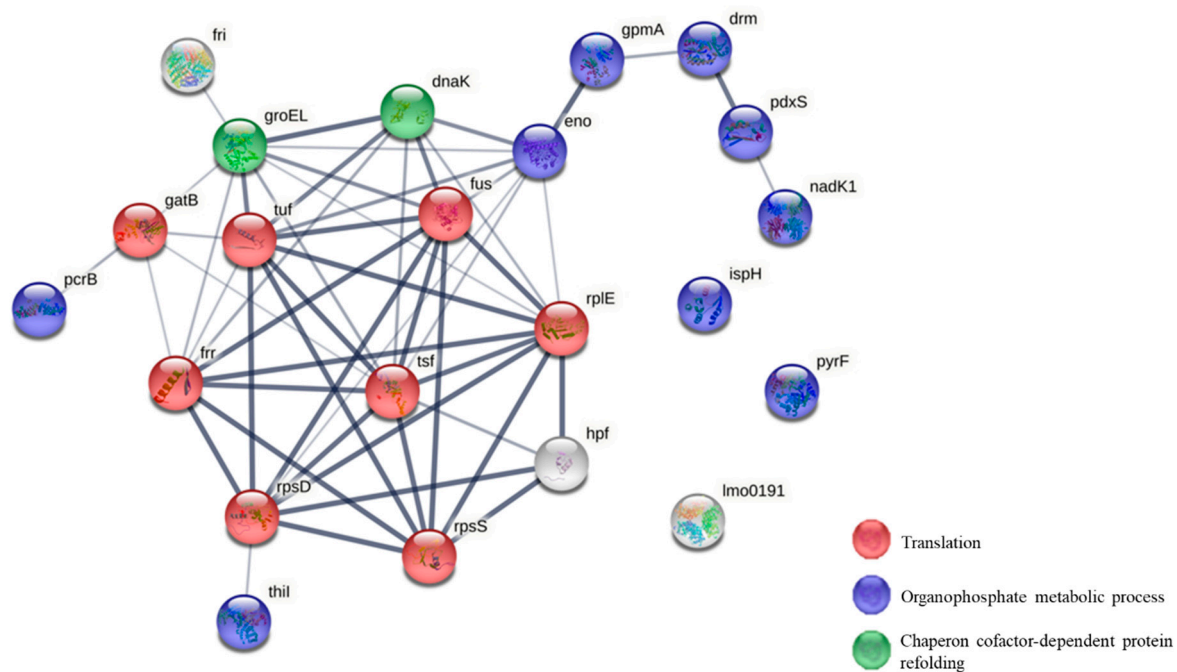 fri
gpmA
drm
dnaK
groEL
eno
pdxS
fus
nadK1
gatB
tuf
pcrB
rplE
ispH
frr
tsf
pyrF
hpf
rpsD
rpsS
lmo0191
thiI
Translation
Organophosphate metabolic process
Chaperon cofactor-dependent protein
refolding